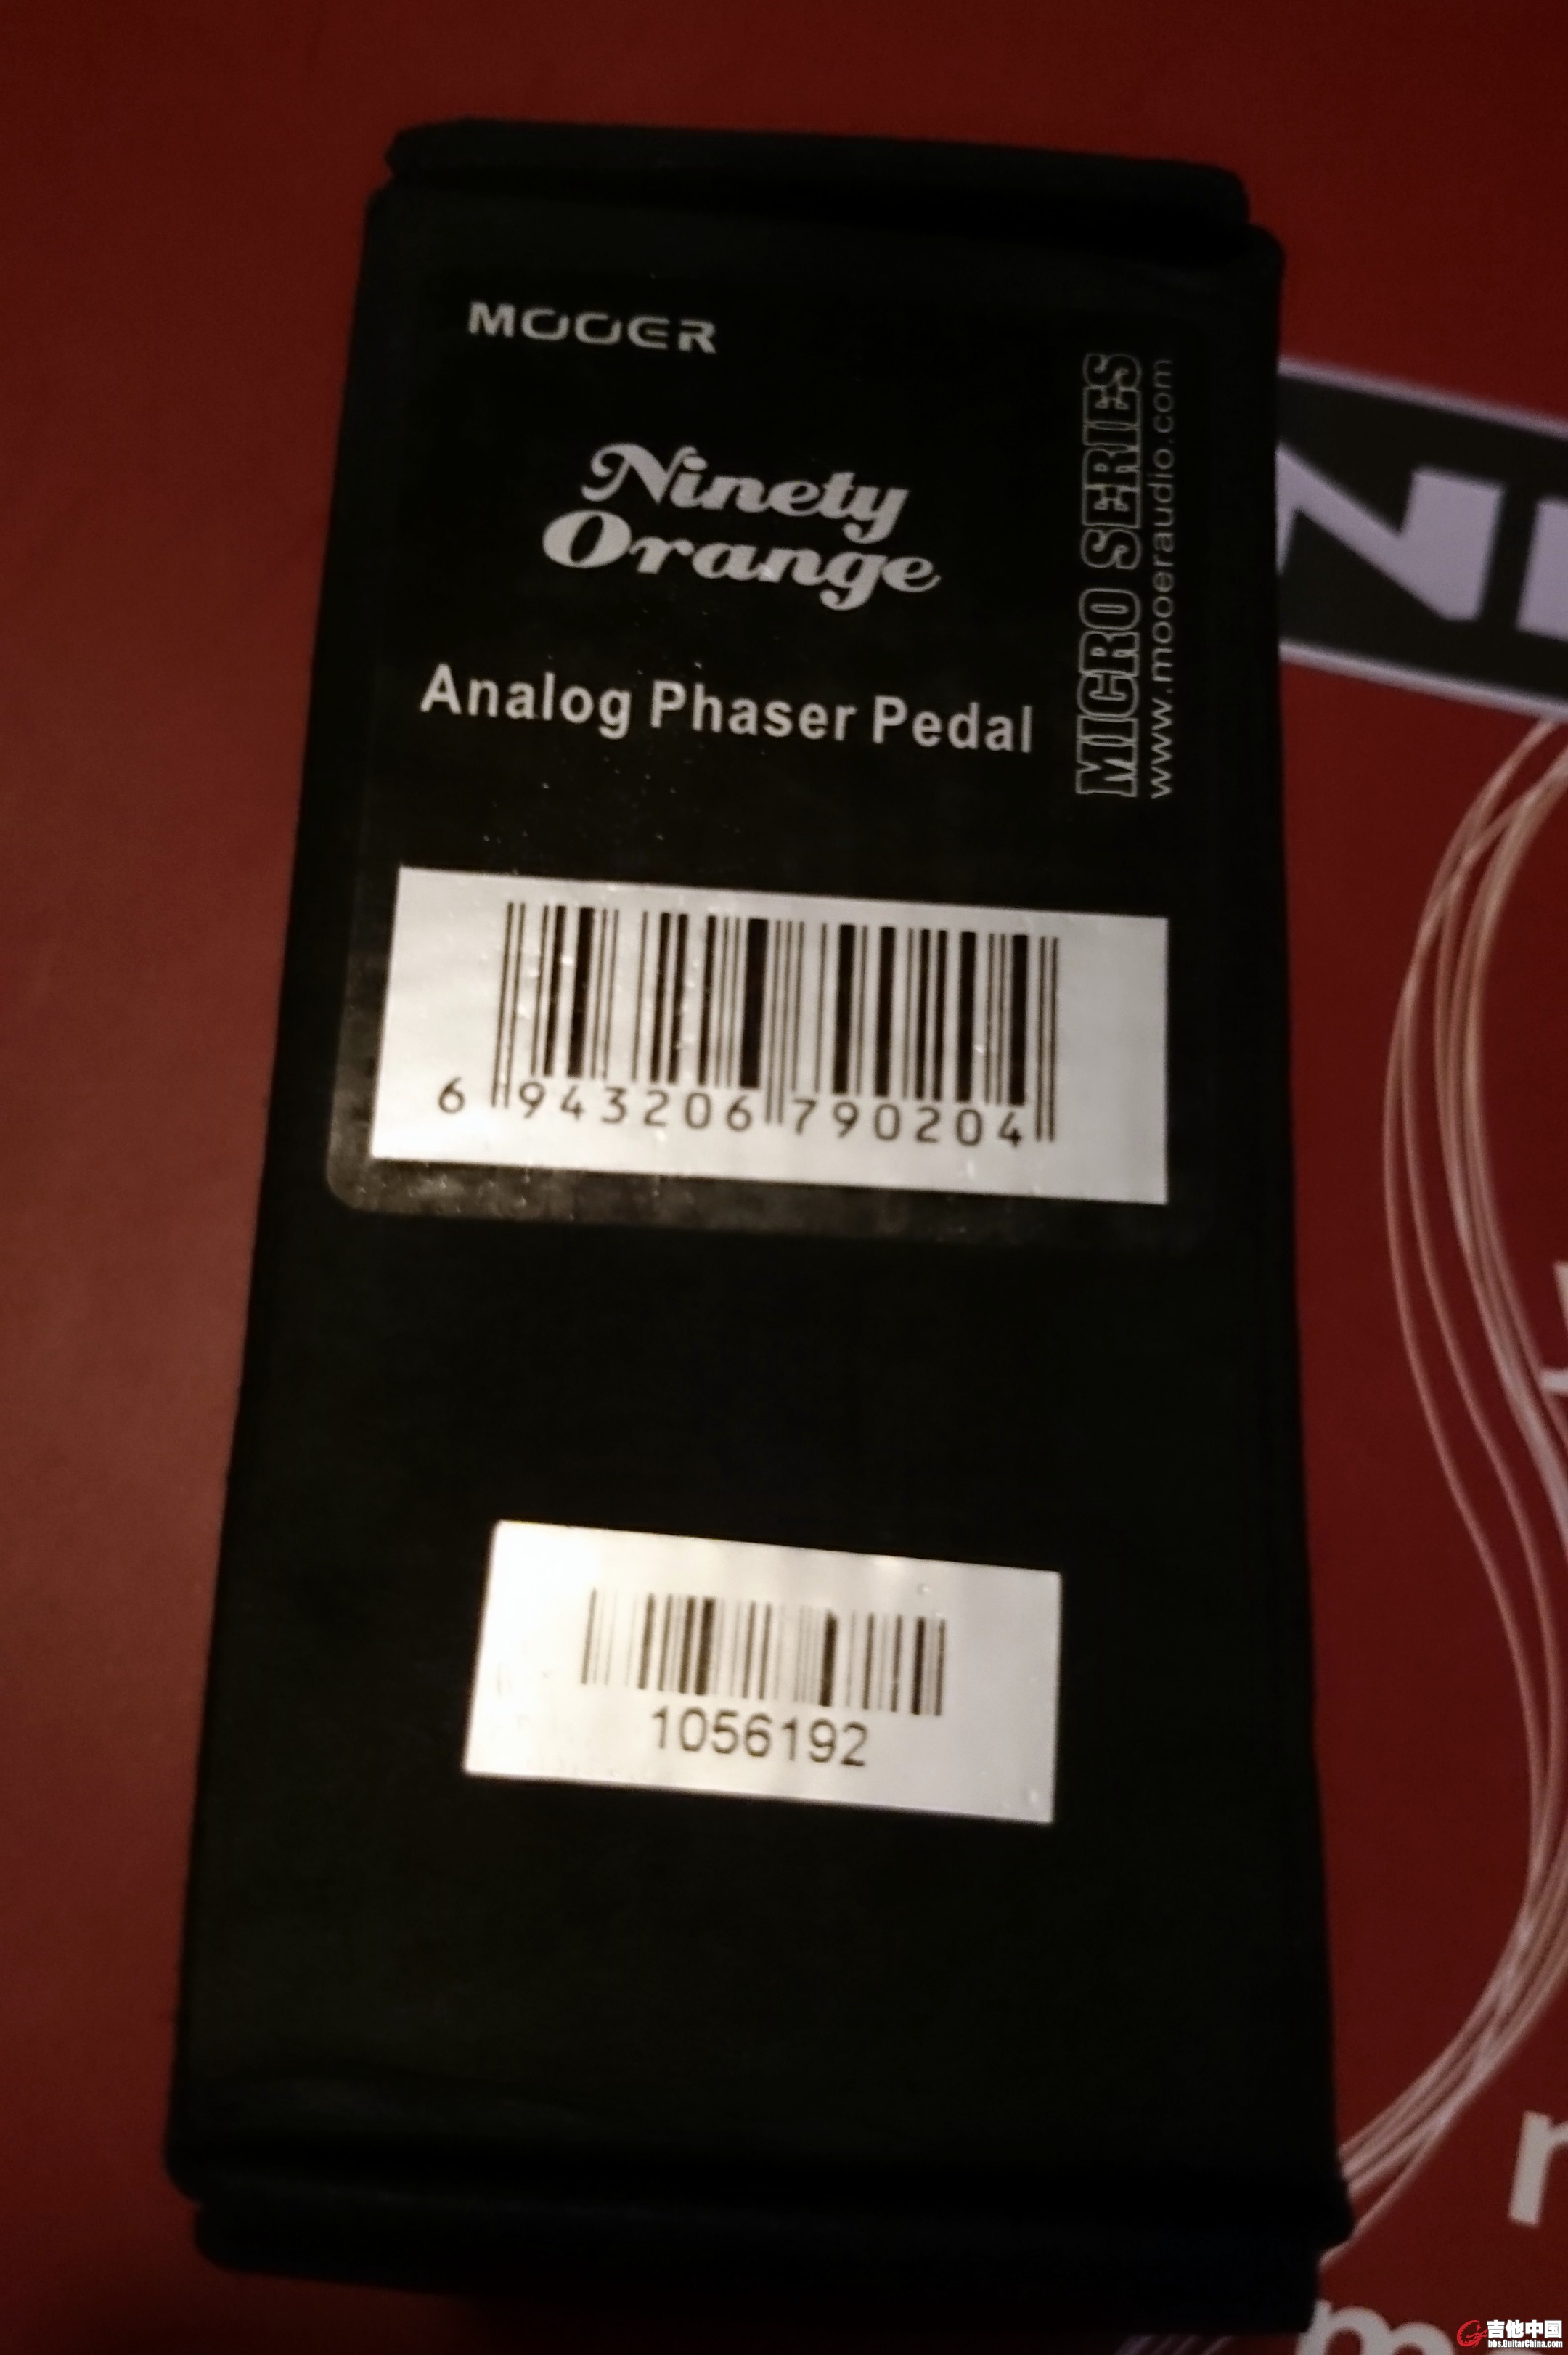 MOOER
Ninety
Orange
Analog Phaser Pedal
MICRO SERIES
www.mooeraudio.com
6 943206 790204
1056192
吉他中国
bbs.GuitarChina.com